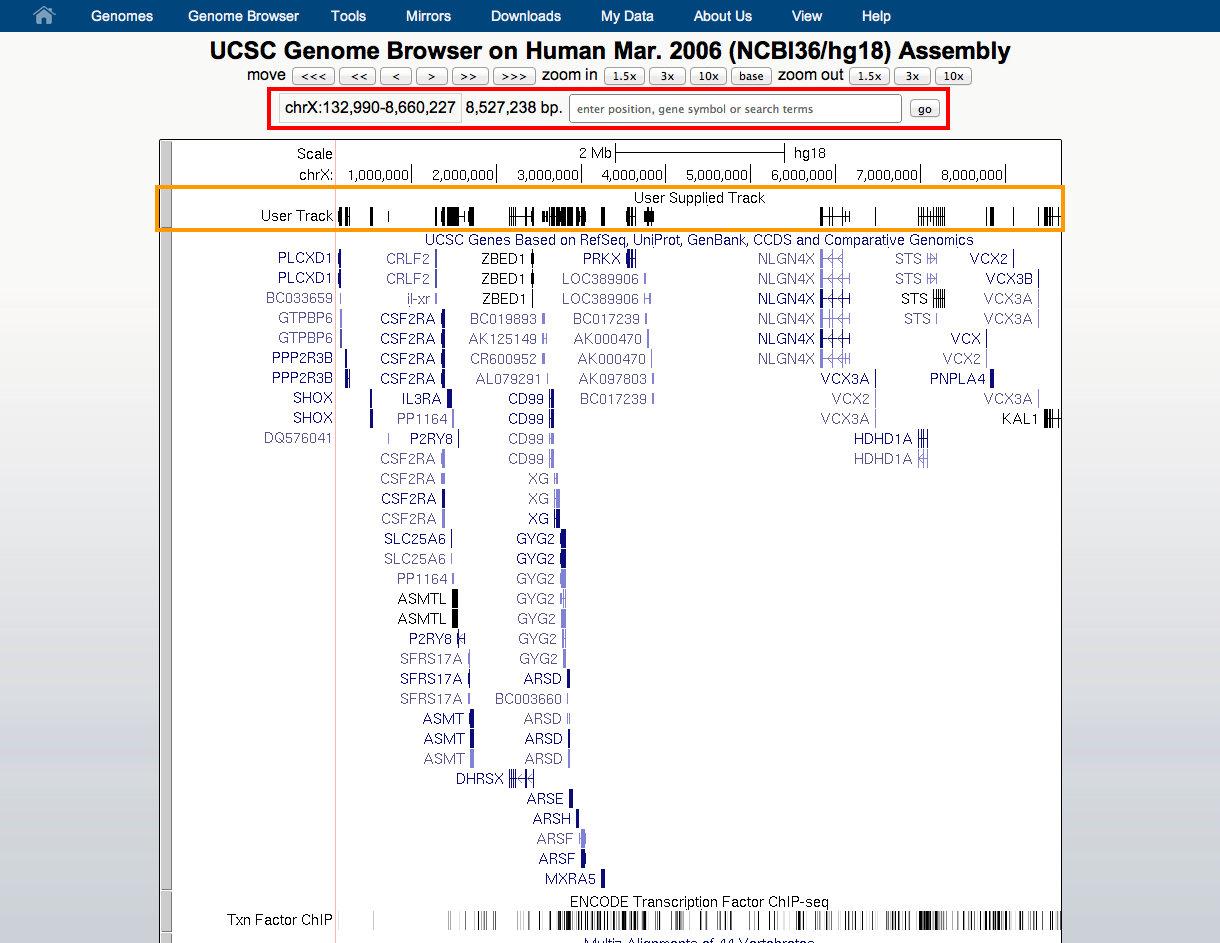 Genomes Genome Browser Tools Mirrors Downloads My Data About Us View Help
UCSC Genome Browser on Human Mar. 2006 (NCBI36/hg18) Assembly
move <<< << < > >> >>> zoom in 1.5x 3x 10x base zoom out 1.5x 3x 10x
chrX:132,990-8,660,227 8,527,238 bp. enter position, gene symbol or search terms go
Scale 2 Mb hg18
chrX: 1,000,000 2,000,000 3,000,000 4,000,000 5,000,000 6,000,000 7,000,000 8,000,000
User Supplied Track
User Track
UCSC Genes Based on RefSeq, UniProt, GenBank, CCDS and Comparative Genomics
PLCXD1 CRLF2 ZBED1 PRKX NLGN4X STS VCX2
PLCXD1 CRLF2 ZBED1 LOC389906 NLGN4X STS VCX3B
BC033659 il-xr ZBED1 LOC389906 NLGN4X STS VCX3A
GTPBP6 CSF2RA BC019893 BC017239 NLGN4X STS VCX3A
GTPBP6 CSF2RA AK125149 AK000470 NLGN4X VCX
PPP2R3B CSF2RA CR600952 AK000470 NLGN4X VCX2
PPP2R3B CSF2RA AL079291 AK097803 VCX3A PNPLA4
SHOX IL3RA CD99 BC017239 VCX2 VCX3A
SHOX PP1164 CD99 VCX3A KAL1
DQ576041 P2RY8 CD99 HDHD1A
CSF2RA CD99 HDHD1A
CSF2RA XG
CSF2RA XG
CSF2RA XG
SLC25A6 GYG2
SLC25A6 GYG2
PP1164 GYG2
ASMTL GYG2
ASMTL GYG2
P2RY8 GYG2
SFRS17A GYG2
SFRS17A ARSD
SFRS17A BC003660
ASMT ARSD
ASMT ARSD
ASMT ARSD
DHRSX
ARSE
ARSH
ARSF
ARSF
MXRA5
ENCODE Transcription Factor ChIP-seq
Txn Factor ChIP
Multiz Alignments of 44 Vertebrates